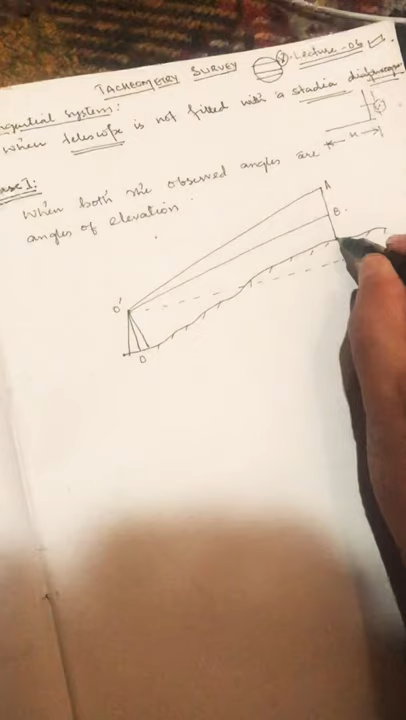 TACHEOMETRY SURVEY
Lecture-06
System:
when telescope is not fitted with a stadia diaphragm
x
Case 1:
when both the observed angles are
angles of elevation
A
B
O'
O